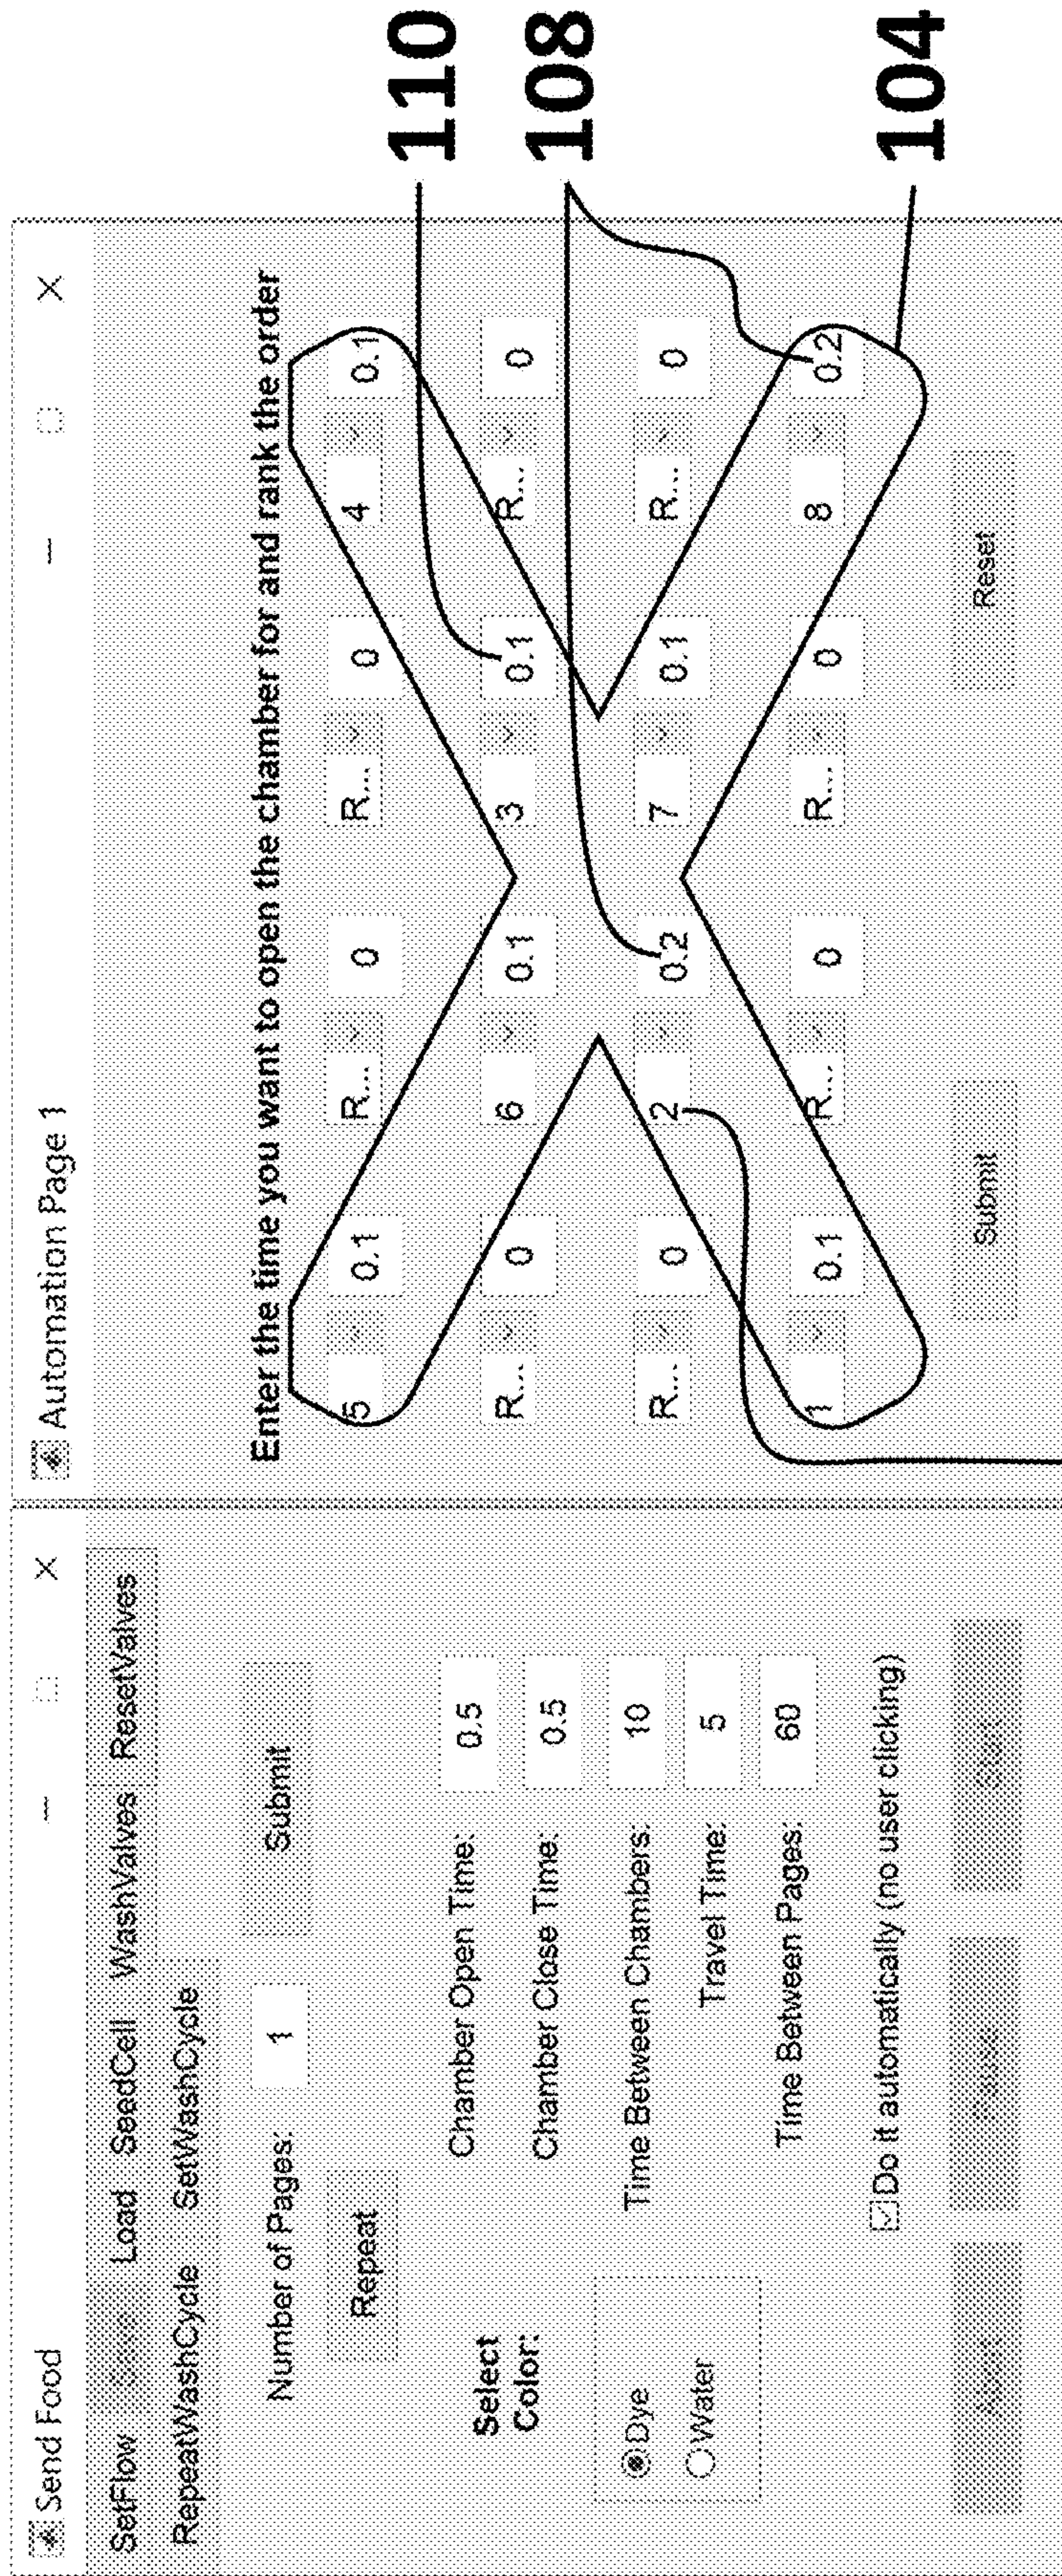 Send Food
SetFlow Load SeedCell WashValves ResetValves
RepeatWashCycle SetWashCycle
Number of Pages: 1 Submit
Repeat
Select
Color:
Dye
Water
Chamber Open Time: 0.5
Chamber Close Time: 0.5
Time Between Chambers: 10
Travel Time: 5
Time Between Pages: 60
Do it automatically (no user clicking)
Automation Page 1
Enter the time you want to open the chamber for and rank the order
5 0.1 R... 0 R... 0 4 0.1
R... 0 6 0.1 3 0.1 R... 0
R... 0 2 0.2 7 0.1 R... 0
1 0.1 R... 0 R... 0 8 0.2
Submit Reset
110
108
104